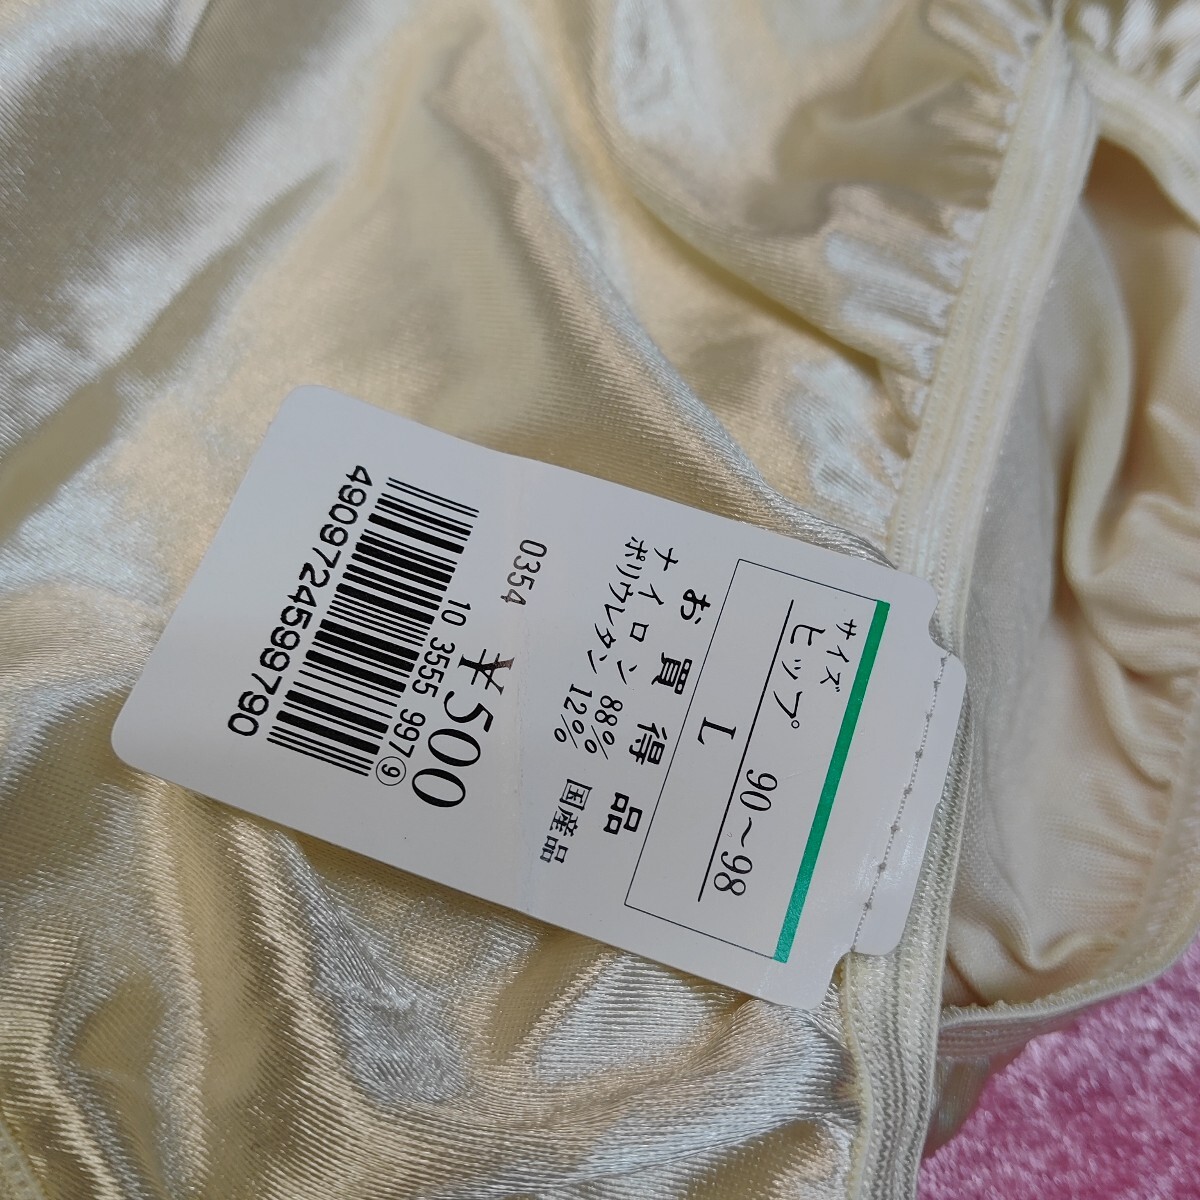 サイズ
ヒップ 90~98
L
お買得品
ナイロン 88%
ポリウレタン 12%
国産品
0354
¥500
10 3555 997⑨
4909724599790